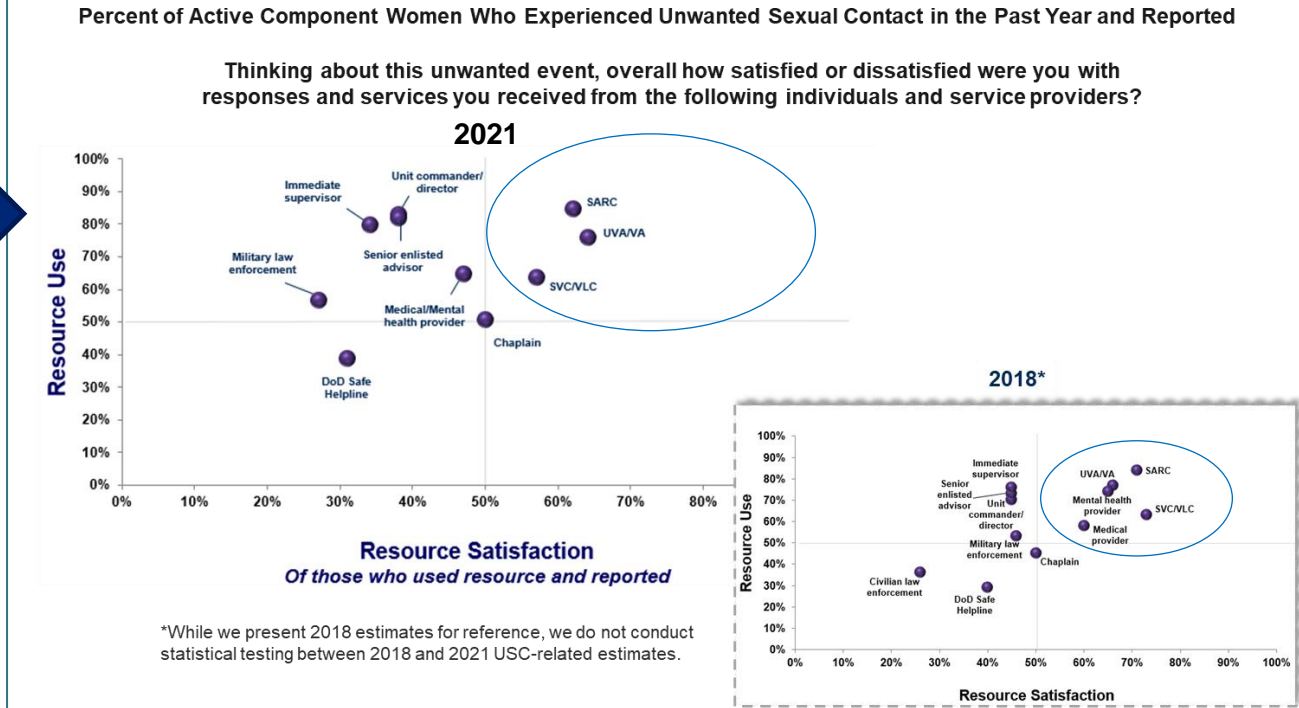 Percent of Active Component Women Who Experienced Unwanted Sexual Contact in the Past Year and Reported
Thinking about this unwanted event, overall how satisfied or dissatisfied were you with
responses and services you received from the following individuals and service providers?
2021
Resource Use
100%
90%
80%
70%
60%
50%
40%
30%
20%
10%
0%
Immediate
supervisor
Unit commander/
director
SARC
UVA/VA
Military law
enforcement
Senior enlisted
advisor
SVC/VLC
Medical/Mental
health provider
Chaplain
DoD Safe
Helpline
0%
10%
20%
30%
40%
50%
60%
70%
80%
Resource Satisfaction
Of those who used resource and reported
*While we present 2018 estimates for reference, we do not conduct
statistical testing between 2018 and 2021 USC-related estimates.
2018*
Resource Use
100%
90%
80%
70%
60%
50%
40%
30%
20%
10%
0%
Immediate
supervisor
Senior
enlisted
advisor
Unit
commander/
director
UVA/VA
SARC
Mental health
provider
SVC/VLC
Medical
provider
Military law
enforcement
Chaplain
Civilian law
enforcement
DoD Safe
Helpline
0%
10%
20%
30%
40%
50%
60%
70%
80%
90%
100%
Resource Satisfaction